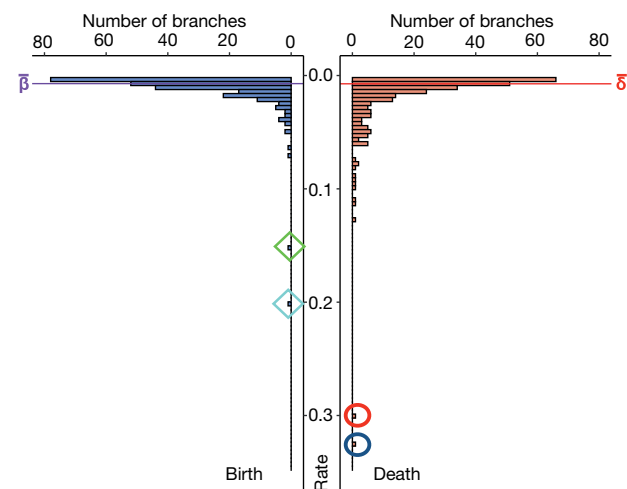 Number of branches
Number of branches
80 60 40 20 0
0 20 40 60 80
β̅
0.0
δ̅
0.1
0.2
0.3
Birth
Rate
Death